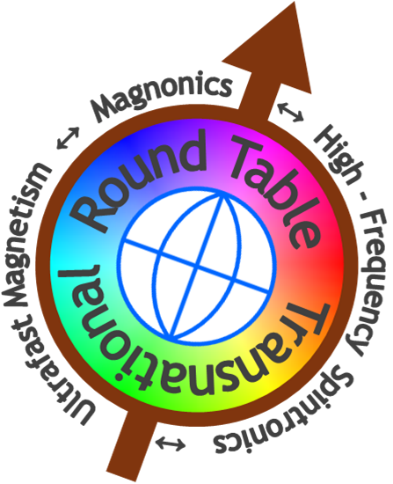 Magnonics
↔
High - Frequency Spintronics
↔
Ultrafast Magnetism
↔
Transnational
Round Table